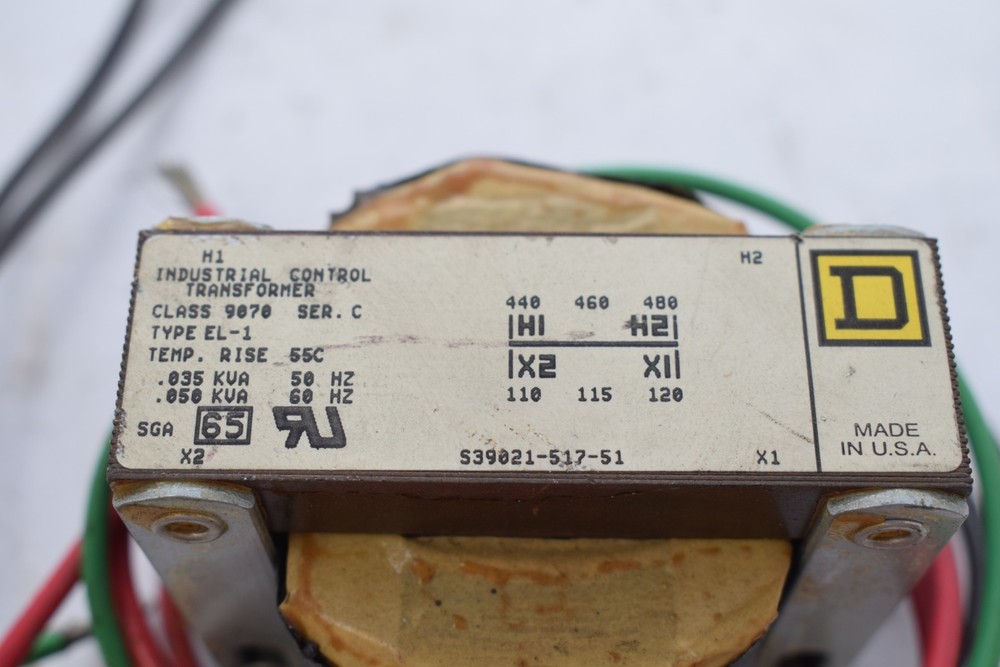 H1
H2
INDUSTRIAL CONTROL
TRANSFORMER
CLASS 9070 SER. C
TYPE EL-1
TEMP. RISE 55C
.035 KVA 50 HZ
.050 KVA 60 HZ
SGA 65 UR
X2
440 460 480
H1 H2
X2 X1
110 115 120
S39021-517-51
X1
D
MADE
IN U.S.A.